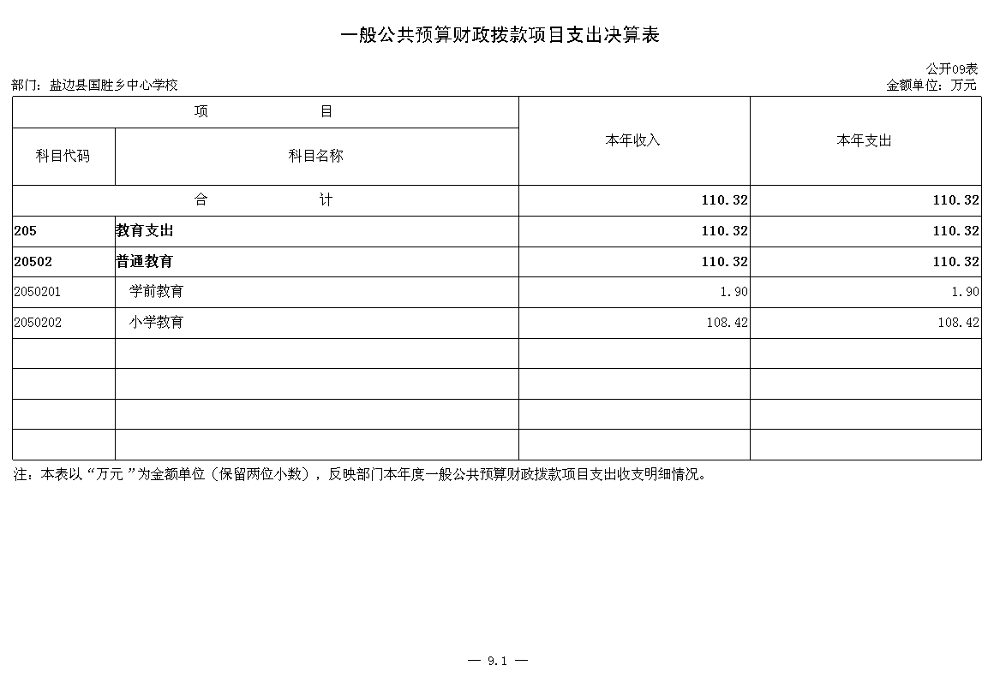 一般公共预算财政拨款项目支出决算表
公开09表
部门：盐边县国胜乡中心学校 金额单位：万元
项 目 本年收入 本年支出
科目代码 科目名称
合 计 110.32 110.32
205 教育支出 110.32 110.32
20502 普通教育 110.32 110.32
2050201 学前教育 1.90 1.90
2050202 小学教育 108.42 108.42
注：本表以“万元”为金额单位（保留两位小数），反映部门本年度一般公共预算财政拨款项目支出收支明细情况。
— 9.1 —